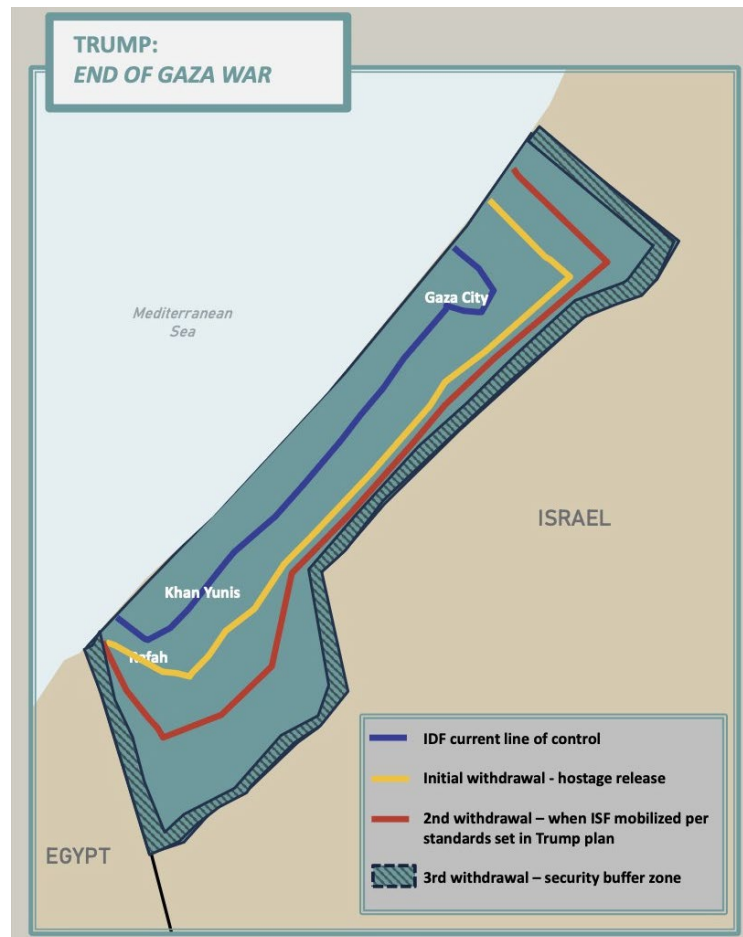 TRUMP:
END OF GAZA WAR
Mediterranean
Sea
Gaza City
ISRAEL
Khan Yunis
Rafah
EGYPT
IDF current line of control
Initial withdrawal - hostage release
2nd withdrawal – when ISF mobilized per
standards set in Trump plan
3rd withdrawal – security buffer zone